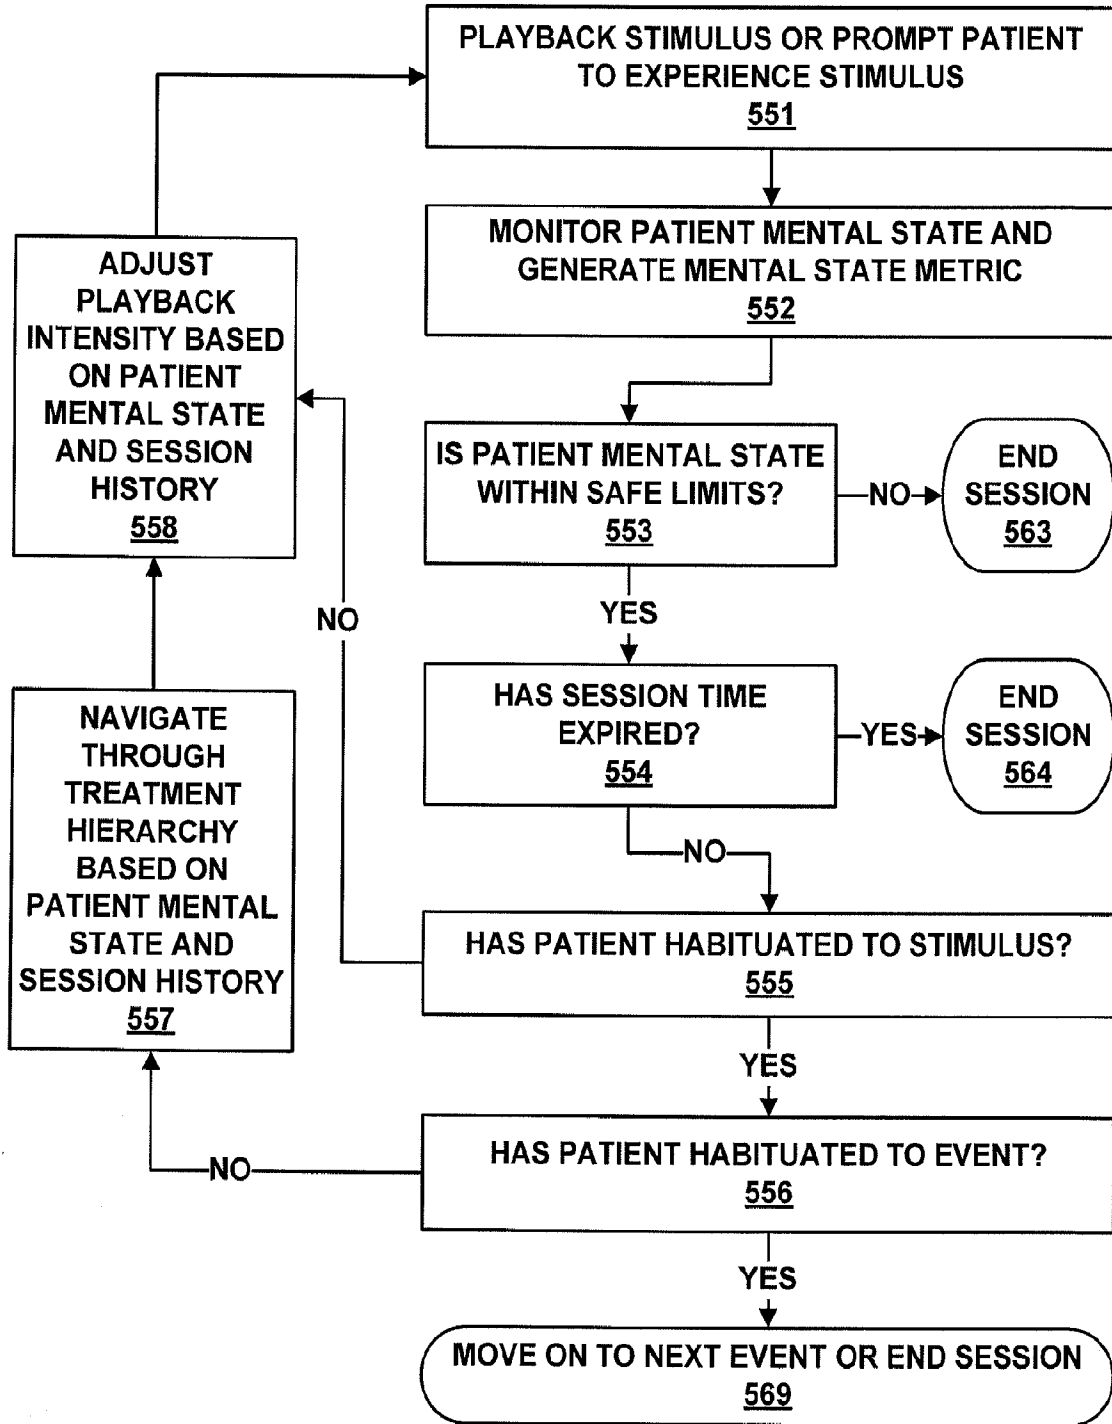 PLAYBACK STIMULUS OR PROMPT PATIENT
TO EXPERIENCE STIMULUS
551
MONITOR PATIENT MENTAL STATE AND
GENERATE MENTAL STATE METRIC
552
IS PATIENT MENTAL STATE
WITHIN SAFE LIMITS?
553
NO
END
SESSION
563
YES
HAS SESSION TIME
EXPIRED?
554
YES
END
SESSION
564
NO
HAS PATIENT HABITUATED TO STIMULUS?
555
NO
YES
HAS PATIENT HABITUATED TO EVENT?
556
NO
YES
MOVE ON TO NEXT EVENT OR END SESSION
569
NAVIGATE
THROUGH
TREATMENT
HIERARCHY
BASED ON
PATIENT MENTAL
STATE AND
SESSION HISTORY
557
ADJUST
PLAYBACK
INTENSITY BASED
ON PATIENT
MENTAL STATE
AND SESSION
HISTORY
558